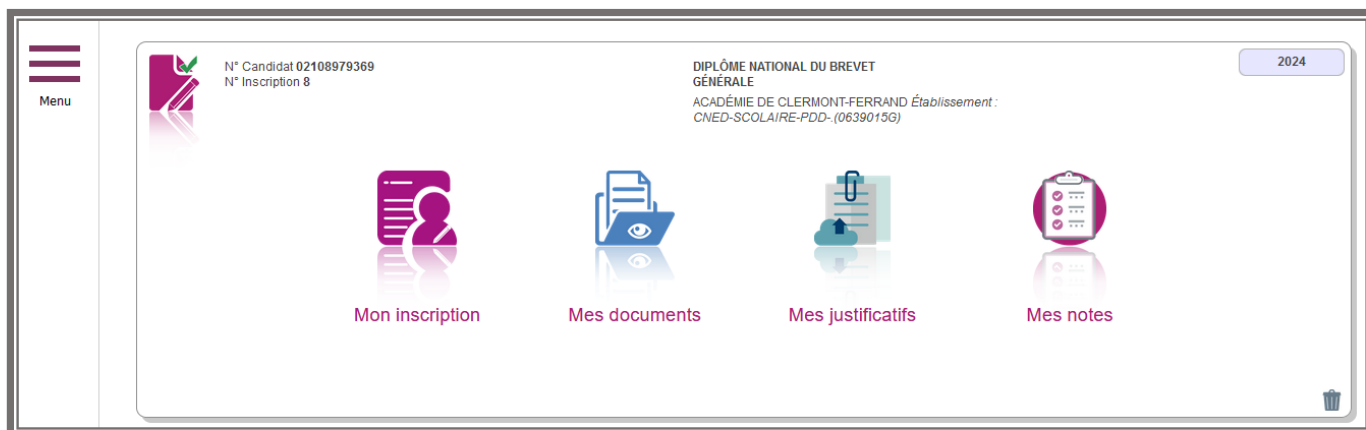 Menu
N° Candidat 02108979369
N° Inscription 8
DIPLÔME NATIONAL DU BREVET
GÉNÉRALE
ACADÉMIE DE CLERMONT-FERRAND Établissement :
CNED-SCOLAIRE-PDD-.(0639015G)
2024
Mon inscription
Mes documents
Mes justificatifs
Mes notes